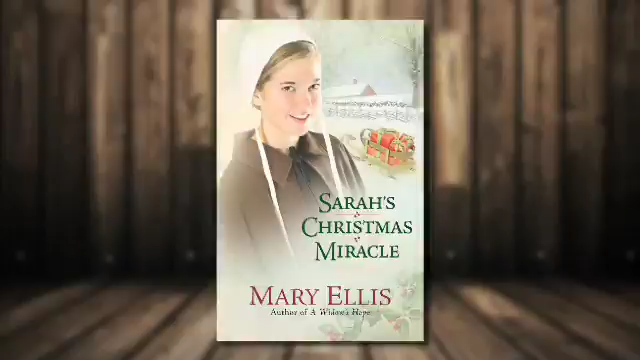 SARAH'S
CHRISTMAS
MIRACLE
MARY ELLIS
Author of A Widow's Hope